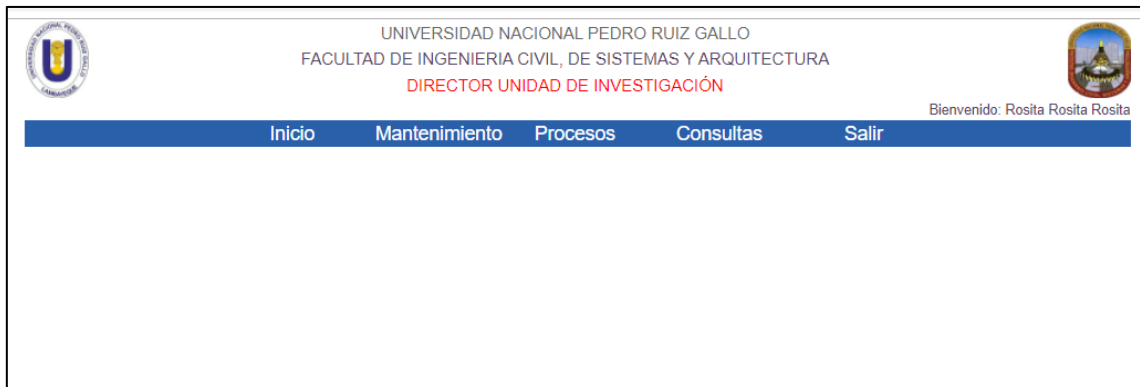 UNIVERSIDAD NACIONAL PEDRO RUIZ GALLO
FACULTAD DE INGENIERIA CIVIL, DE SISTEMAS Y ARQUITECTURA
DIRECTOR UNIDAD DE INVESTIGACIÓN
Bienvenido: Rosita Rosita Rosita
Inicio Mantenimiento Procesos Consultas Salir